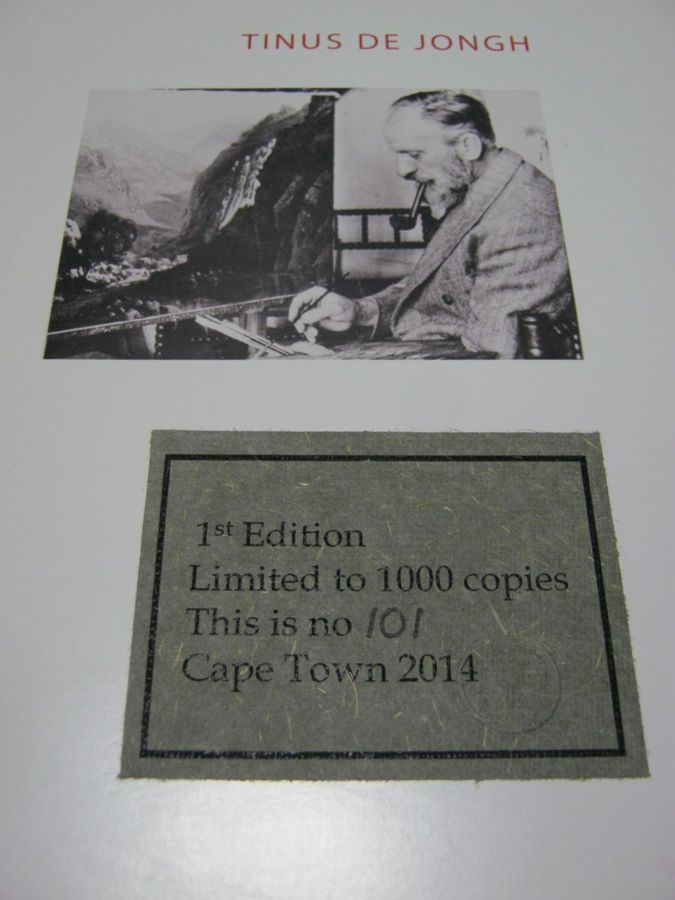 TINUS DE JONGH
1st Edition
Limited to 1000 copies
This is no 101
Cape Town 2014